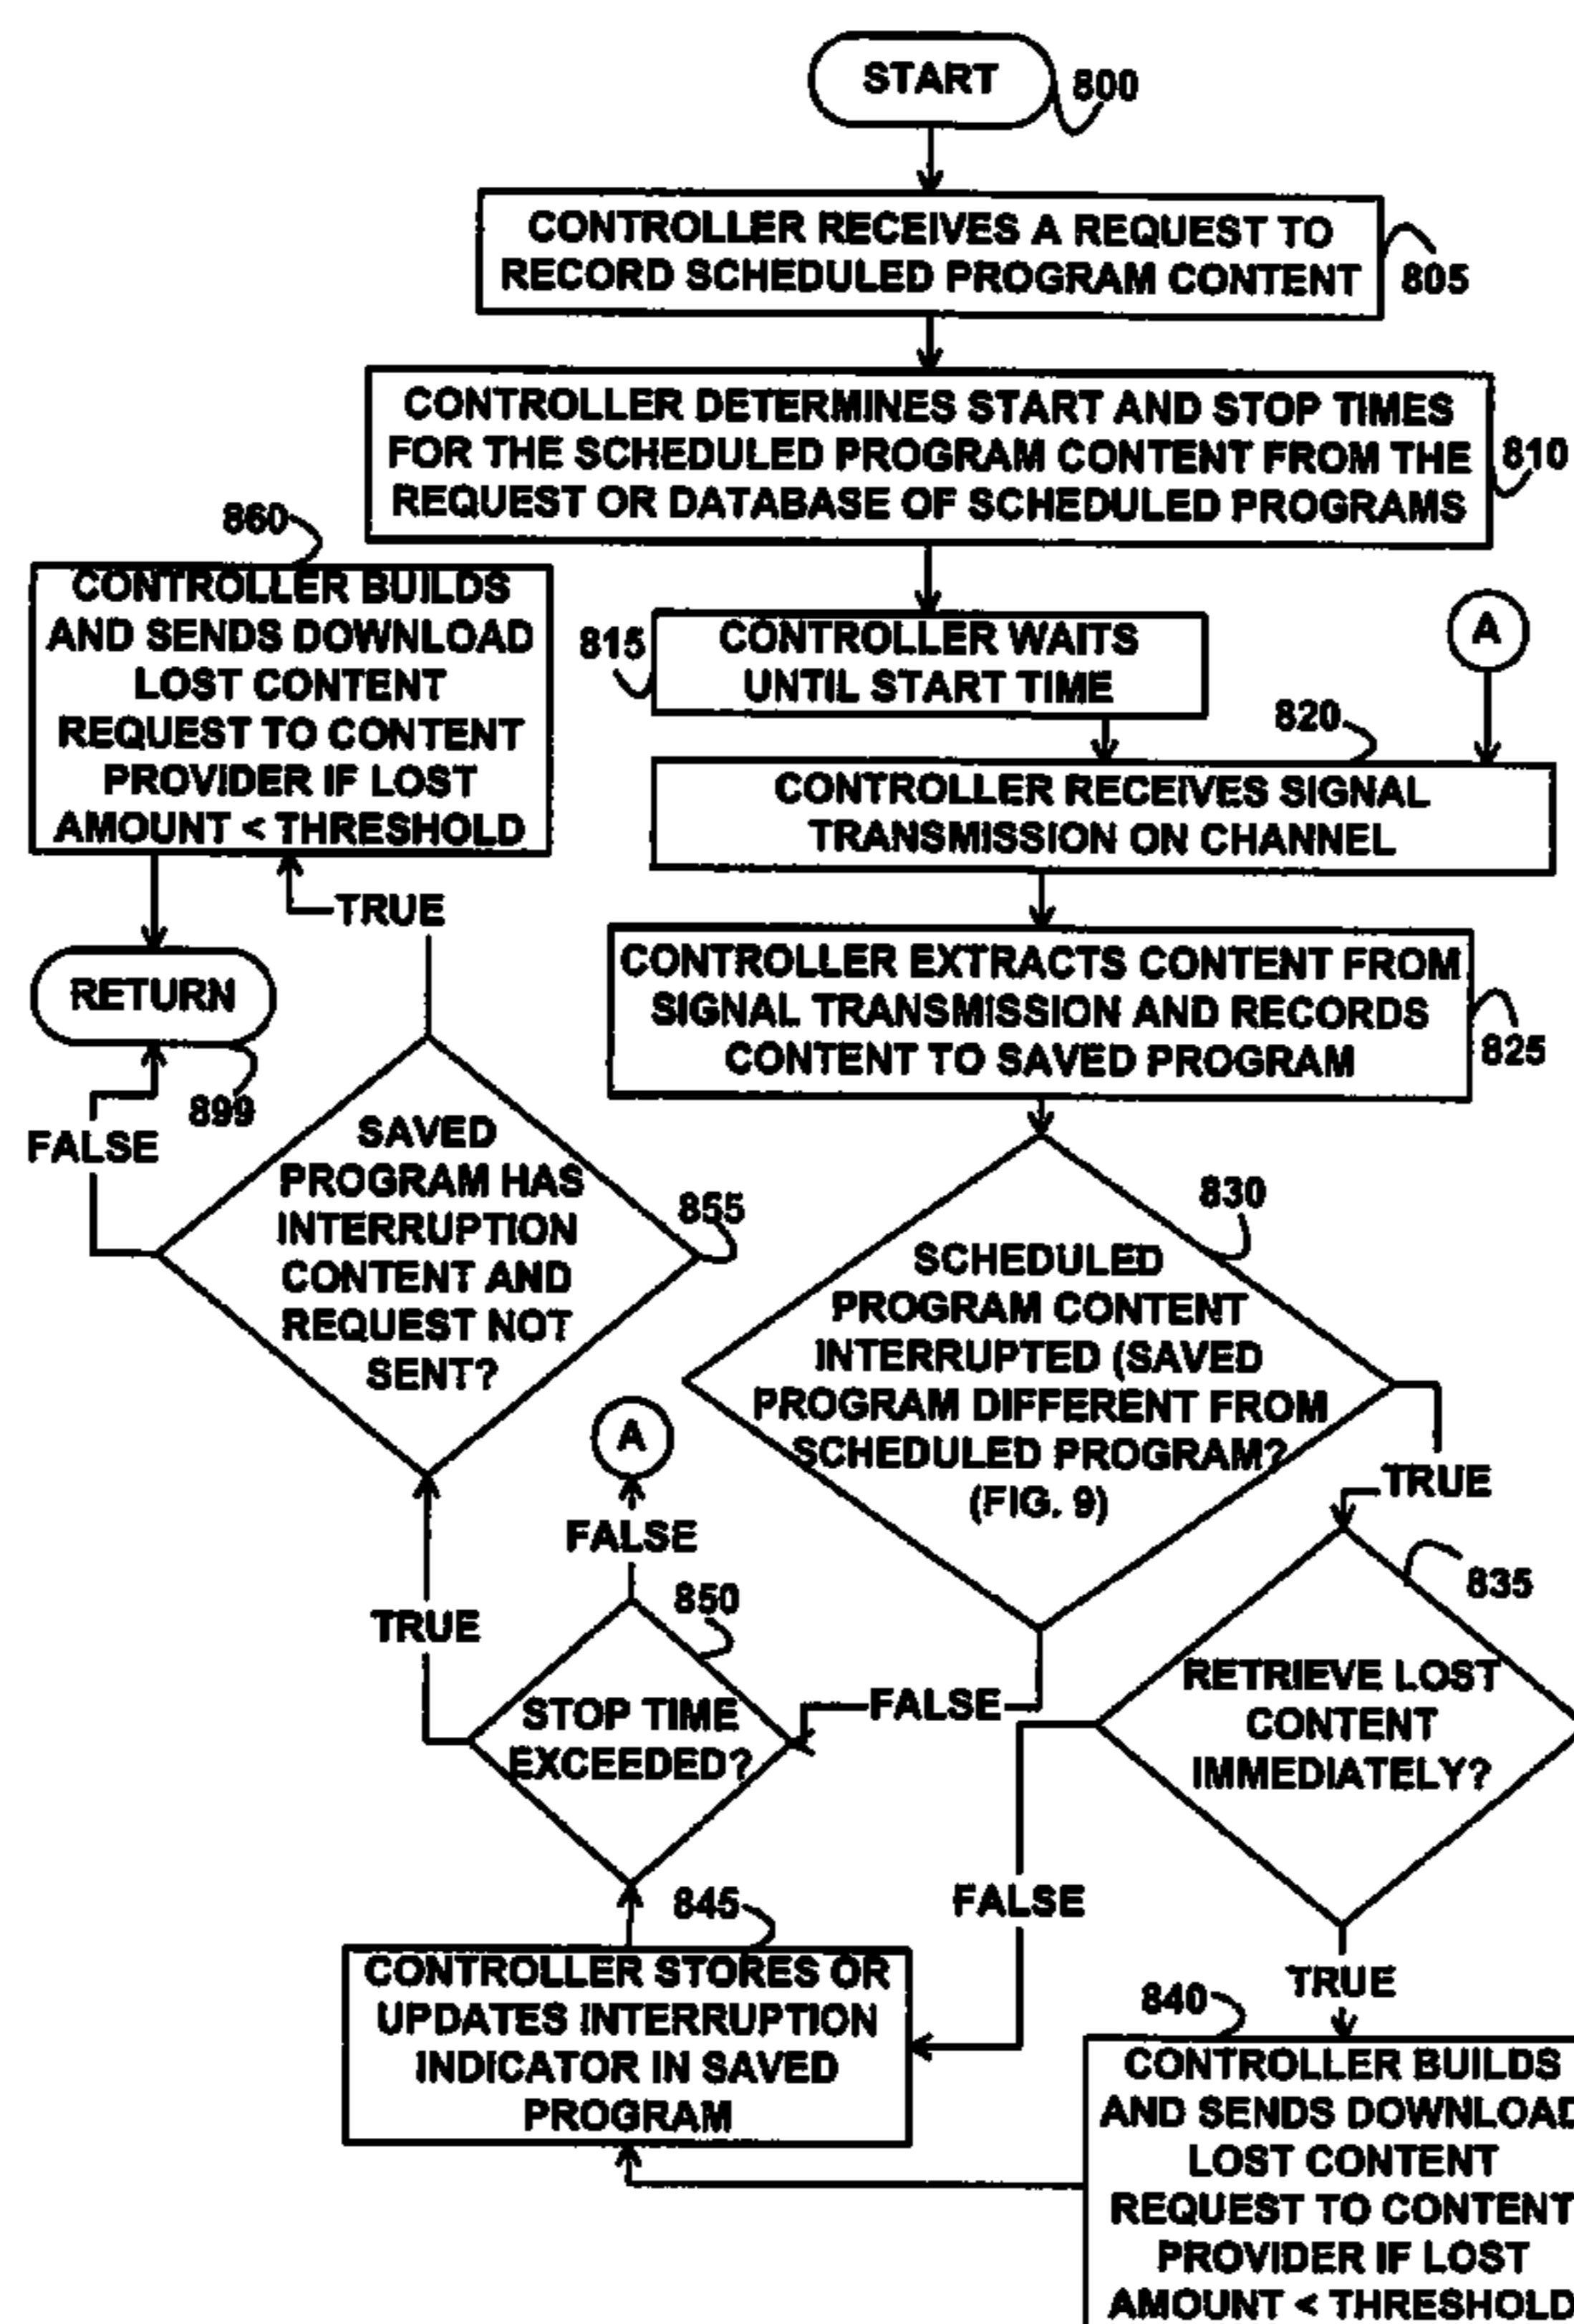 START
800
CONTROLLER RECEIVES A REQUEST TO
RECORD SCHEDULED PROGRAM CONTENT
805
CONTROLLER DETERMINES START AND STOP TIMES
FOR THE SCHEDULED PROGRAM CONTENT FROM THE
REQUEST OR DATABASE OF SCHEDULED PROGRAMS
810
860
CONTROLLER BUILDS
AND SENDS DOWNLOAD
LOST CONTENT
REQUEST TO CONTENT
PROVIDER IF LOST
AMOUNT < THRESHOLD
815
CONTROLLER WAITS
UNTIL START TIME
A
820
CONTROLLER RECEIVES SIGNAL
TRANSMISSION ON CHANNEL
TRUE
RETURN
899
CONTROLLER EXTRACTS CONTENT FROM
SIGNAL TRANSMISSION AND RECORDS
CONTENT TO SAVED PROGRAM
825
FALSE
SAVED
PROGRAM HAS
INTERRUPTION
CONTENT AND
REQUEST NOT
SENT?
855
830
SCHEDULED
PROGRAM CONTENT
INTERRUPTED (SAVED
PROGRAM DIFFERENT FROM
SCHEDULED PROGRAM?
(FIG. 9)
A
FALSE
TRUE
TRUE
850
835
STOP TIME
EXCEEDED?
FALSE
RETRIEVE LOST
CONTENT
IMMEDIATELY?
845
FALSE
CONTROLLER STORES OR
UPDATES INTERRUPTION
INDICATOR IN SAVED
PROGRAM
TRUE
840
CONTROLLER BUILDS
AND SENDS DOWNLOAD
LOST CONTENT
REQUEST TO CONTENT
PROVIDER IF LOST
AMOUNT < THRESHOLD